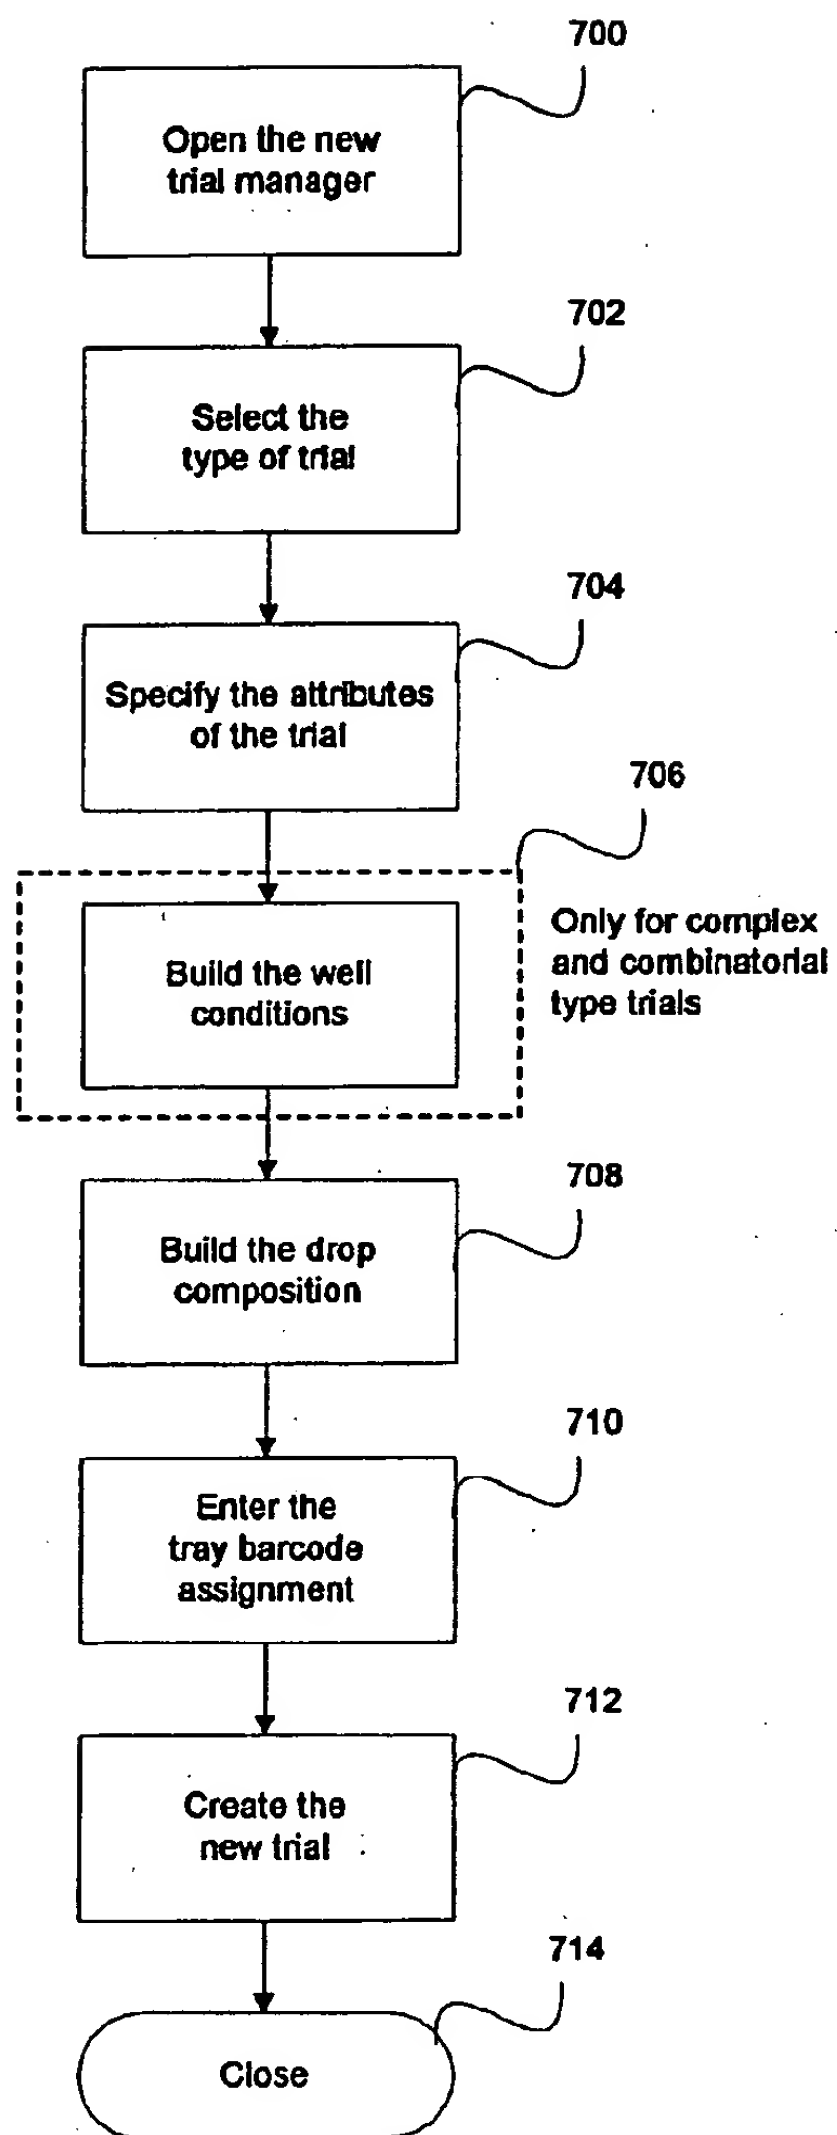 700
Open the new
trial manager
702
Select the
type of trial
704
Specify the attributes
of the trial
706
Only for complex
and combinatorial
type trials
Build the well
conditions
708
Build the drop
composition
710
Enter the
tray barcode
assignment
712
Create the
new trial
714
Close